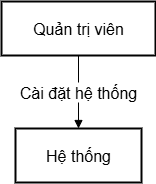 Quản trị viên
Cài đặt hệ thống
Hệ thống